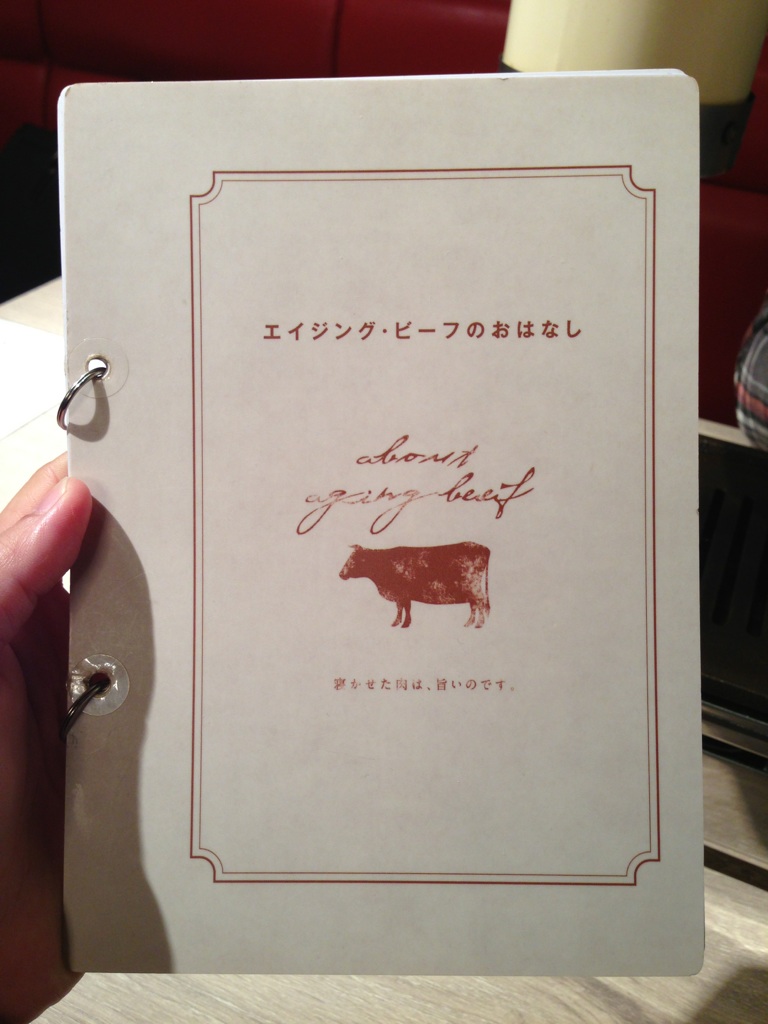 エイジング・ビーフのおはなし
about
aging beef
寝かせた肉は、旨いのです。